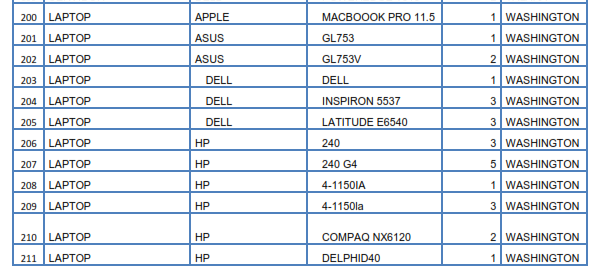 200 LAPTOP APPLE MACBOOOK PRO 11.5 1 WASHINGTON
201 LAPTOP ASUS GL753 1 WASHINGTON
202 LAPTOP ASUS GL753V 2 WASHINGTON
203 LAPTOP DELL DELL 1 WASHINGTON
204 LAPTOP DELL INSPIRON 5537 3 WASHINGTON
205 LAPTOP DELL LATITUDE E6540 3 WASHINGTON
206 LAPTOP HP 240 3 WASHINGTON
207 LAPTOP HP 240 G4 5 WASHINGTON
208 LAPTOP HP 4-1150IA 1 WASHINGTON
209 LAPTOP HP 4-1150la 3 WASHINGTON
210 LAPTOP HP COMPAQ NX6120 2 WASHINGTON
211 LAPTOP HP DELPHID40 1 WASHINGTON